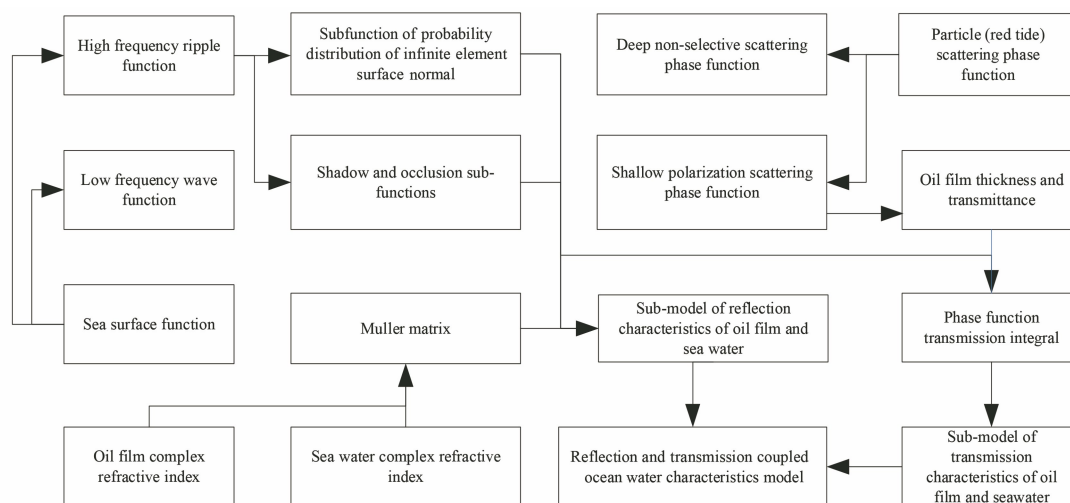 High frequency ripple
function
Subfunction of probability
distribution of infinite element
surface normal
Deep non-selective scattering
phase function
Particle (red tide)
scattering phase
function
Low frequency wave
function
Shadow and occlusion sub-
functions
Shallow polarization scattering
phase function
Oil film thickness and
transmittance
Sea surface function
Muller matrix
Sub-model of reflection
characteristics of oil film and
sea water
Phase function
transmission integral
Oil film complex
refractive index
Sea water complex refractive
index
Reflection and transmission coupled
ocean water characteristics model
Sub-model of
transmission
characteristics of oil
film and seawater